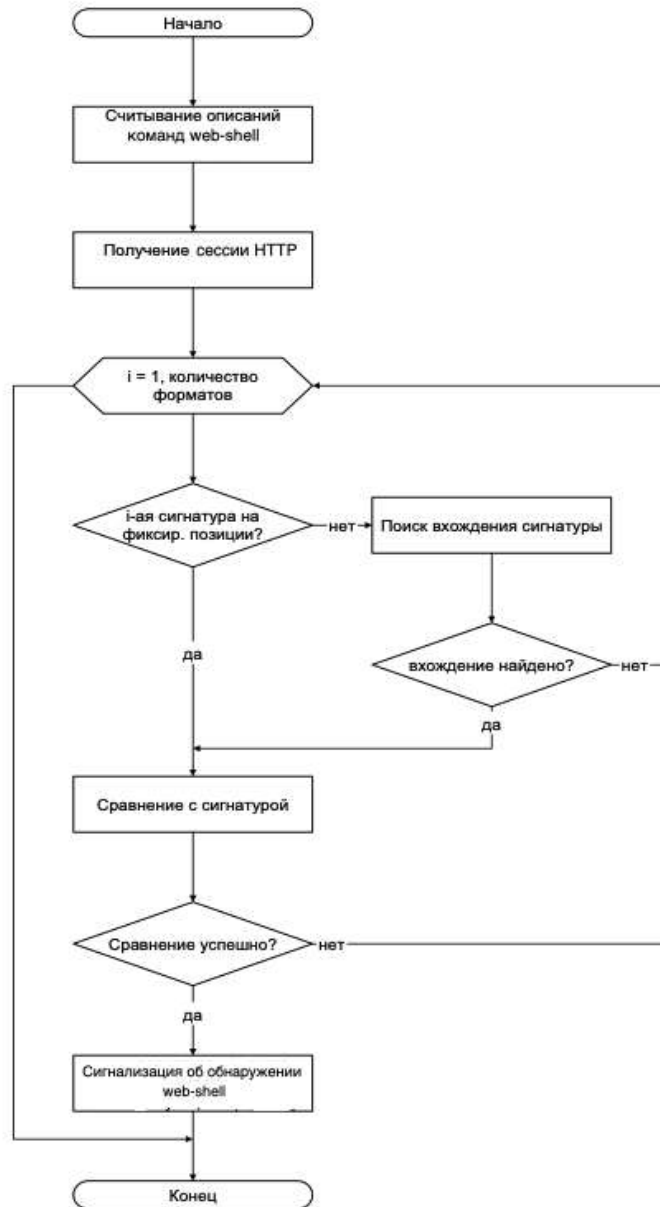 Начало
Считывание описаний
команд web-shell
Получение сессии HTTP
i = 1, количество
форматов
i-ая сигнатура на
фиксир. позиции?
нет
Поиск вхождения сигнатуры
да
вхождение найдено?
нет
да
Сравнение с сигнатурой
Сравнение успешно?
нет
да
Сигнализация об обнаружении
web-shell
Конец